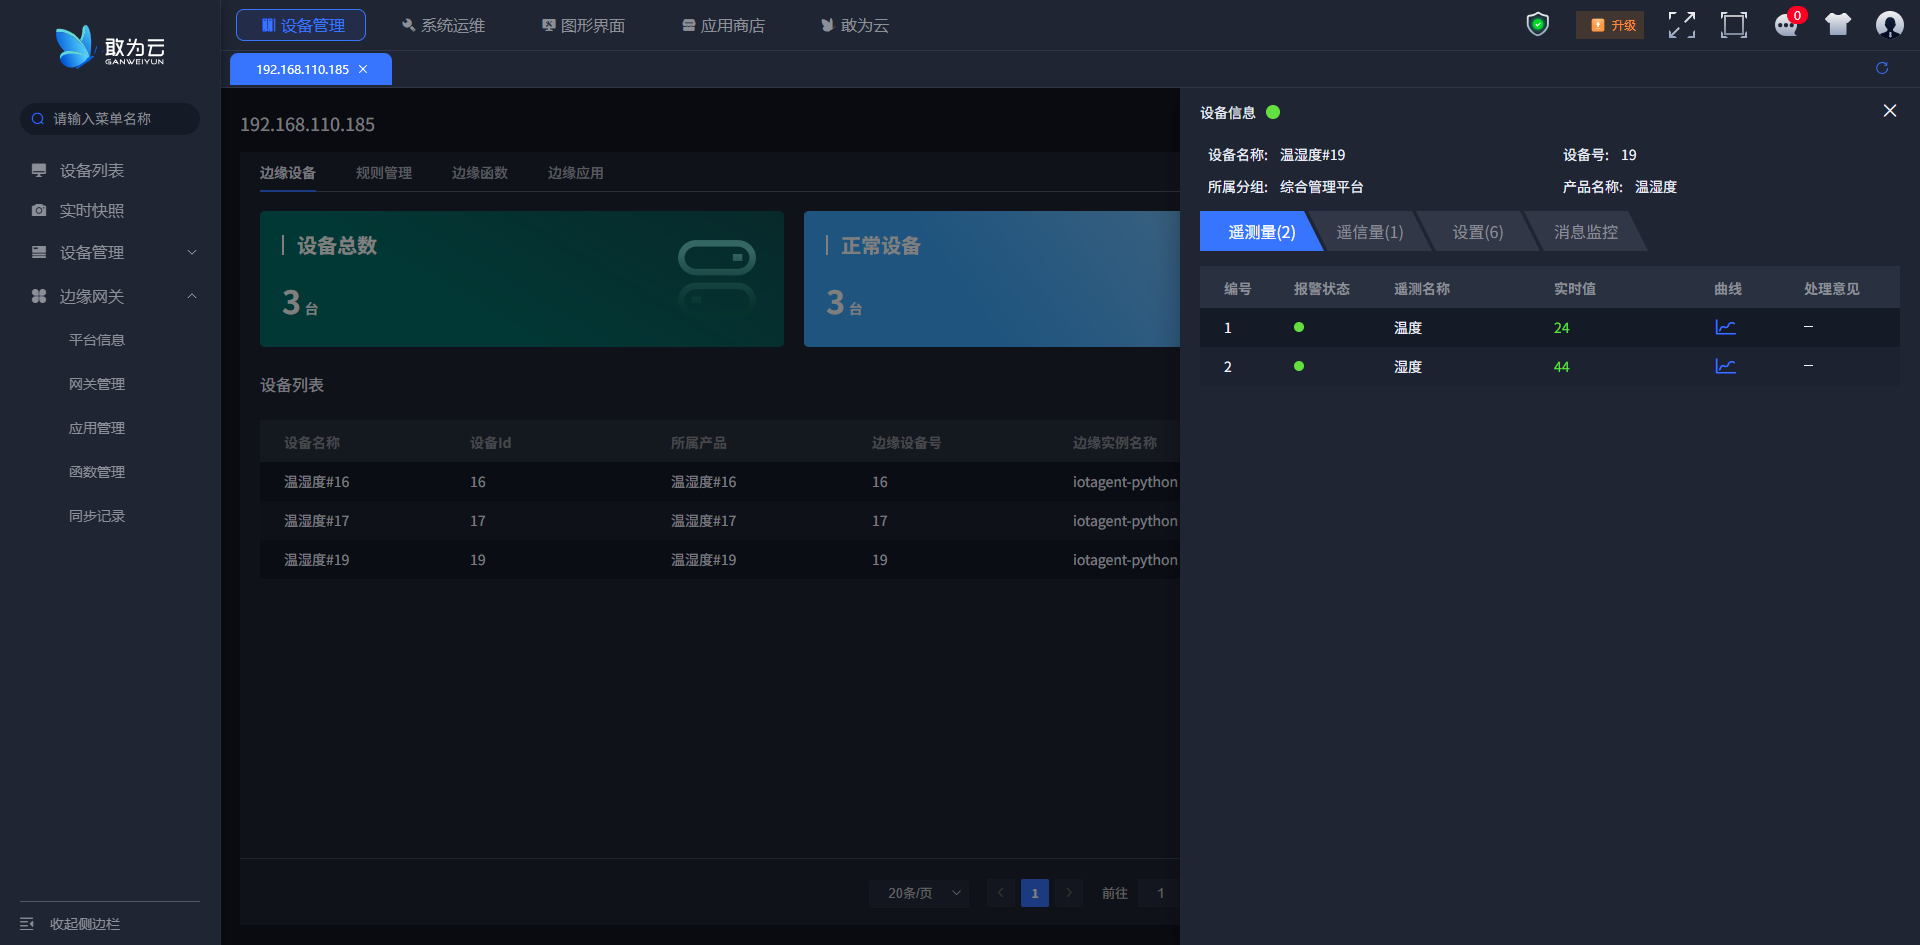 敢为云
GANWEIYUN
设备管理
系统运维
图形界面
应用商店
敢为云
升级
0
192.168.110.185
请输入菜单名称
设备列表
实时快照
设备管理
边缘网关
平台信息
网关管理
应用管理
函数管理
同步记录
收起侧边栏
192.168.110.185
边缘设备 规则管理 边缘函数 边缘应用
设备总数
3 台
正常设备
3 台
设备列表
设备名称 设备Id 所属产品 边缘设备号 边缘实例名称
温湿度#16 16 温湿度#16 16 iotagent-python
温湿度#17 17 温湿度#17 17 iotagent-python
温湿度#19 19 温湿度#19 19 iotagent-python
20条/页 1 前往 1
设备信息
设备名称: 温湿度#19 设备号: 19
所属分组: 综合管理平台 产品名称: 温湿度
遥测量(2) 遥信量(1) 设置(6) 消息监控
编号 报警状态 遥测名称 实时值 曲线 处理意见
1 温度 24 –
2 湿度 44 –